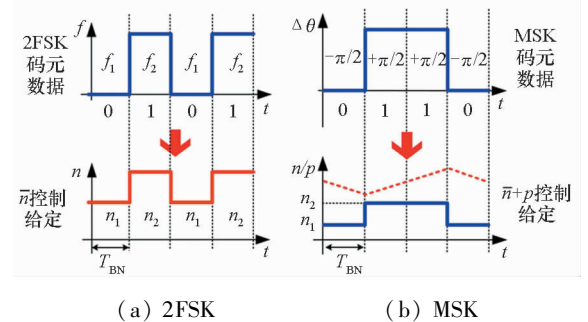 f
2FSK
码元
数据
f₁ f₂ f₁ f₂
t
0 1 0 1
n
n̄控制
给定
n₁ n₂ n₁ n₂
t
T_BN
(a) 2FSK
Δθ
MSK
码元
数据
−π/2 +π/2 +π/2 −π/2
t
0 1 1 0
n/p
n̄+p控制
给定
n₂
n₁
t
T_BN
(b) MSK